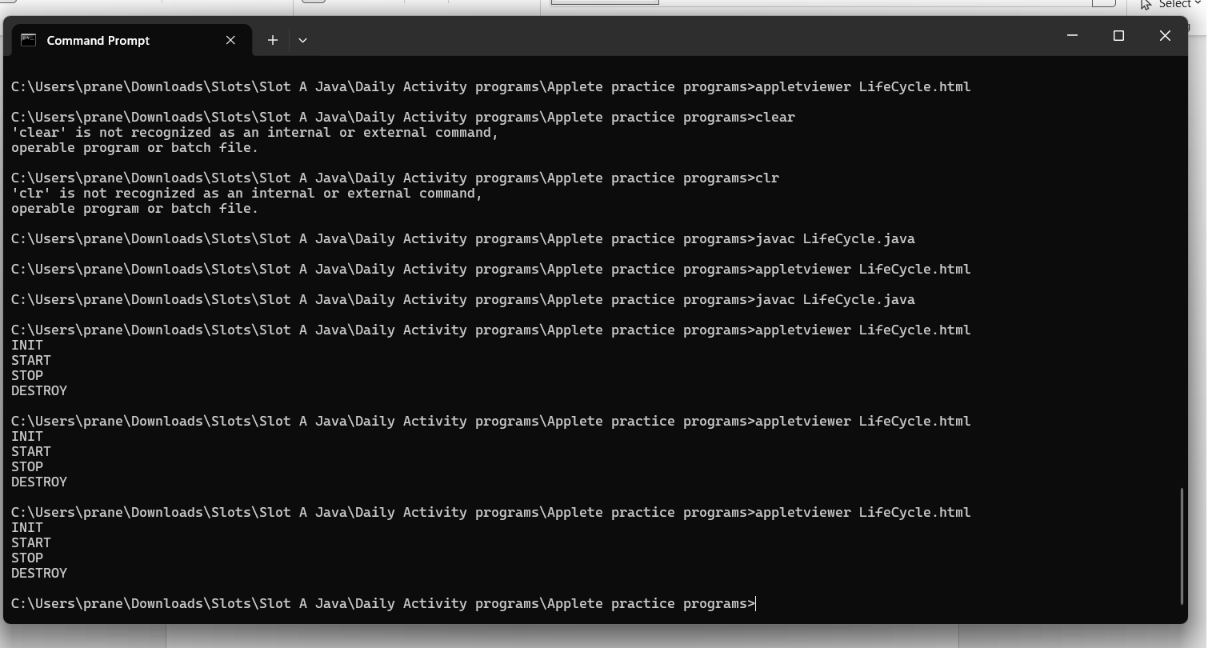 Select
Command Prompt
C:\Users\prane\Downloads\Slots\Slot A Java\Daily Activity programs\Applete practice programs>appletviewer LifeCycle.html
C:\Users\prane\Downloads\Slots\Slot A Java\Daily Activity programs\Applete practice programs>clear
'clear' is not recognized as an internal or external command,
operable program or batch file.
C:\Users\prane\Downloads\Slots\Slot A Java\Daily Activity programs\Applete practice programs>clr
'clr' is not recognized as an internal or external command,
operable program or batch file.
C:\Users\prane\Downloads\Slots\Slot A Java\Daily Activity programs\Applete practice programs>javac LifeCycle.java
C:\Users\prane\Downloads\Slots\Slot A Java\Daily Activity programs\Applete practice programs>appletviewer LifeCycle.html
C:\Users\prane\Downloads\Slots\Slot A Java\Daily Activity programs\Applete practice programs>javac LifeCycle.java
C:\Users\prane\Downloads\Slots\Slot A Java\Daily Activity programs\Applete practice programs>appletviewer LifeCycle.html
INIT
START
STOP
DESTROY
C:\Users\prane\Downloads\Slots\Slot A Java\Daily Activity programs\Applete practice programs>appletviewer LifeCycle.html
INIT
START
STOP
DESTROY
C:\Users\prane\Downloads\Slots\Slot A Java\Daily Activity programs\Applete practice programs>appletviewer LifeCycle.html
INIT
START
STOP
DESTROY
C:\Users\prane\Downloads\Slots\Slot A Java\Daily Activity programs\Applete practice programs>